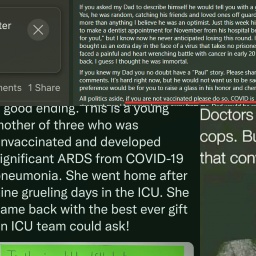 ter
ments 1 Share
If you asked my Dad to describe himself he would tell you with a
Yes, he was random, catching his friends and loved ones off guard
more than anything I believe he was an optimist. Just this week hi
to make a dentist appointment for November from his hospital b
for you!," but I know now he never anticipated losing this round. I
bought us an extra day in the face of a virus that takes no prisone
faced a painful and heart wrenching battle with cancer in early 20
back. I guess I thought he was immortal.
If you knew my Dad you no doubt have a "Paul" story. Please shar
comments. It's hard right now, but he would not want us to be sac
preference would be for you to raise a glass in his honor and cher
All politics aside, if you are not vaccinated please do so. COVID is
good ending. This is a young
mother of three who was
unvaccinated and developed
significant ARDS from COVID-19
pneumonia. She went home after
nine grueling days in the ICU. She
came back with the best ever gift
an ICU team could ask!
Doctors
cops. Bu
that com